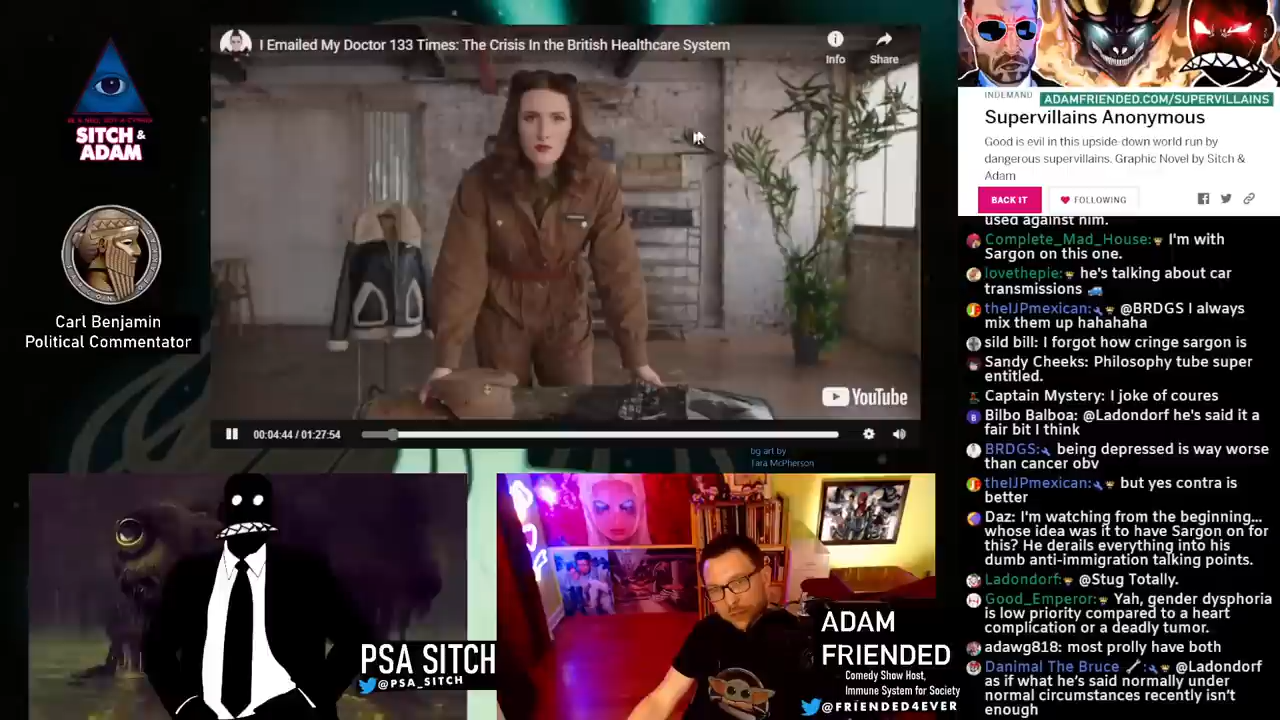 I Emailed My Doctor 133 Times: The Crisis In the British Healthcare System
Info
Share
SITCH &
ADAM
Carl Benjamin
Political Commentator
YouTube
00:04:44 / 01:27:54
bg art by
Tara McPherson
PSA SITCH
@PSA_SITCH
ADAM
FRIENDED
Comedy Show Host,
Immune System for Society
@FRIENDED4EVER
INDEMAND
ADAMFRIENDED.COM/SUPERVILLAINS
Supervillains Anonymous
Good is evil in this upside-down world run by
dangerous supervillains. Graphic Novel by Sitch &
Adam
BACK IT
FOLLOWING
used against him.
Complete_Mad_House: I'm with
Sargon on this one.
lovethepie: he's talking about car
transmissions
theIJPmexican: @BRDGS I always
mix them up hahahaha
sild bill: I forgot how cringe sargon is
Sandy Cheeks: Philosophy tube super
entitled.
Captain Mystery: I joke of coures
Bilbo Balboa: @Ladondorf he's said it a
fair bit I think
BRDGS: being depressed is way worse
than cancer obv
theIJPmexican: but yes contra is
better
Daz: I'm watching from the beginning...
whose idea was it to have Sargon on for
this? He derails everything into his
dumb anti-immigration talking points.
Ladondorf: @Stug Totally.
Good_Emperor: Yah, gender dysphoria
is low priority compared to a heart
complication or a deadly tumor.
adawg818: most prolly have both
Danimal The Bruce: @Ladondorf
as if what he's said normally under
normal circumstances recently isn't
enough